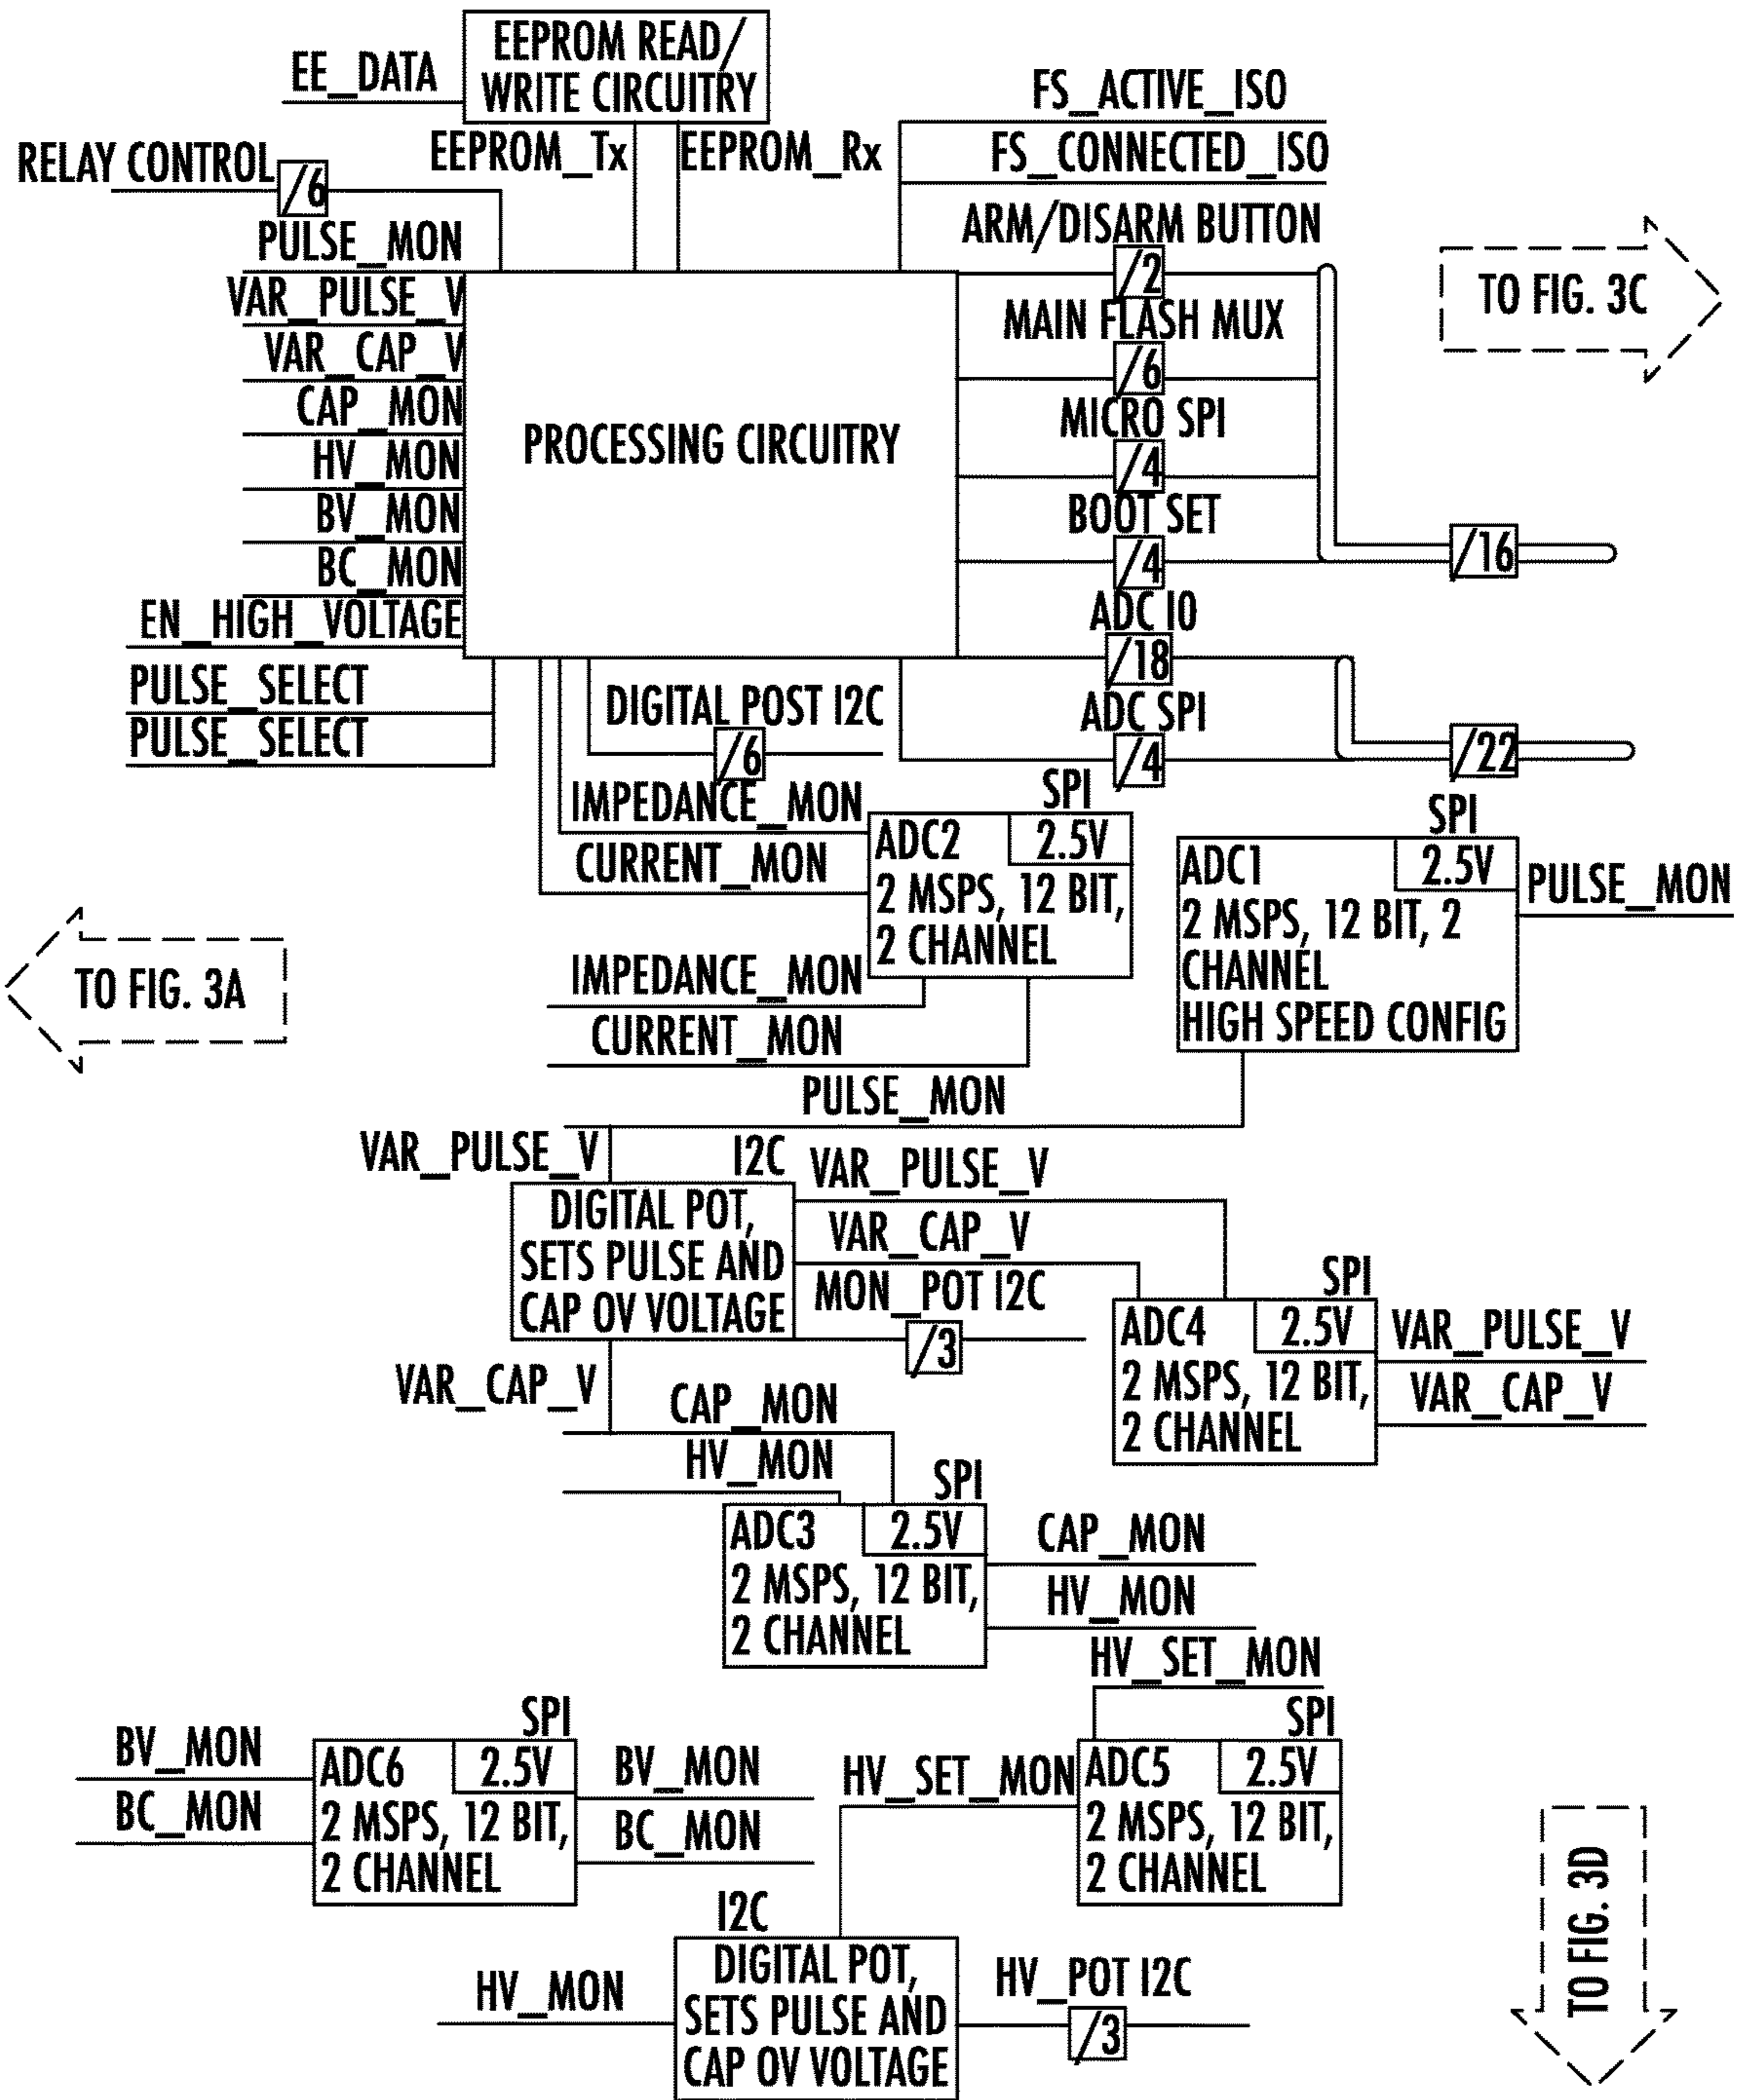 EEPROM READ/
WRITE CIRCUITRY
EE_DATA
EEPROM_Tx
EEPROM_Rx
RELAY CONTROL
/6
FS_ACTIVE_ISO
FS_CONNECTED_ISO
ARM/DISARM BUTTON
/2
TO FIG. 3C
PULSE_MON
VAR_PULSE_V
VAR_CAP_V
CAP_MON
HV_MON
BV_MON
BC_MON
EN_HIGH_VOLTAGE
PULSE_SELECT
PULSE_SELECT
PROCESSING CIRCUITRY
MAIN FLASH MUX
/6
MICRO SPI
/4
BOOT SET
/4
/16
ADC IO
/18
ADC SPI
/4
/22
DIGITAL POST I2C
/6
IMPEDANCE_MON
CURRENT_MON
SPI
ADC2
2.5V
2 MSPS, 12 BIT,
2 CHANNEL
IMPEDANCE_MON
CURRENT_MON
SPI
ADC1
2.5V
2 MSPS, 12 BIT, 2
CHANNEL
HIGH SPEED CONFIG
PULSE_MON
TO FIG. 3A
PULSE_MON
VAR_PULSE_V
I2C
DIGITAL POT,
SETS PULSE AND
CAP OV VOLTAGE
VAR_PULSE_V
VAR_CAP_V
MON_POT I2C
/3
SPI
ADC4
2.5V
2 MSPS, 12 BIT,
2 CHANNEL
VAR_PULSE_V
VAR_CAP_V
VAR_CAP_V
CAP_MON
HV_MON
SPI
ADC3
2.5V
2 MSPS, 12 BIT,
2 CHANNEL
CAP_MON
HV_MON
HV_SET_MON
SPI
BV_MON
BC_MON
SPI
ADC6
2.5V
2 MSPS, 12 BIT,
2 CHANNEL
BV_MON
BC_MON
HV_SET_MON
ADC5
2.5V
2 MSPS, 12 BIT,
2 CHANNEL
I2C
HV_MON
DIGITAL POT,
SETS PULSE AND
CAP OV VOLTAGE
HV_POT I2C
/3
TO FIG. 3D